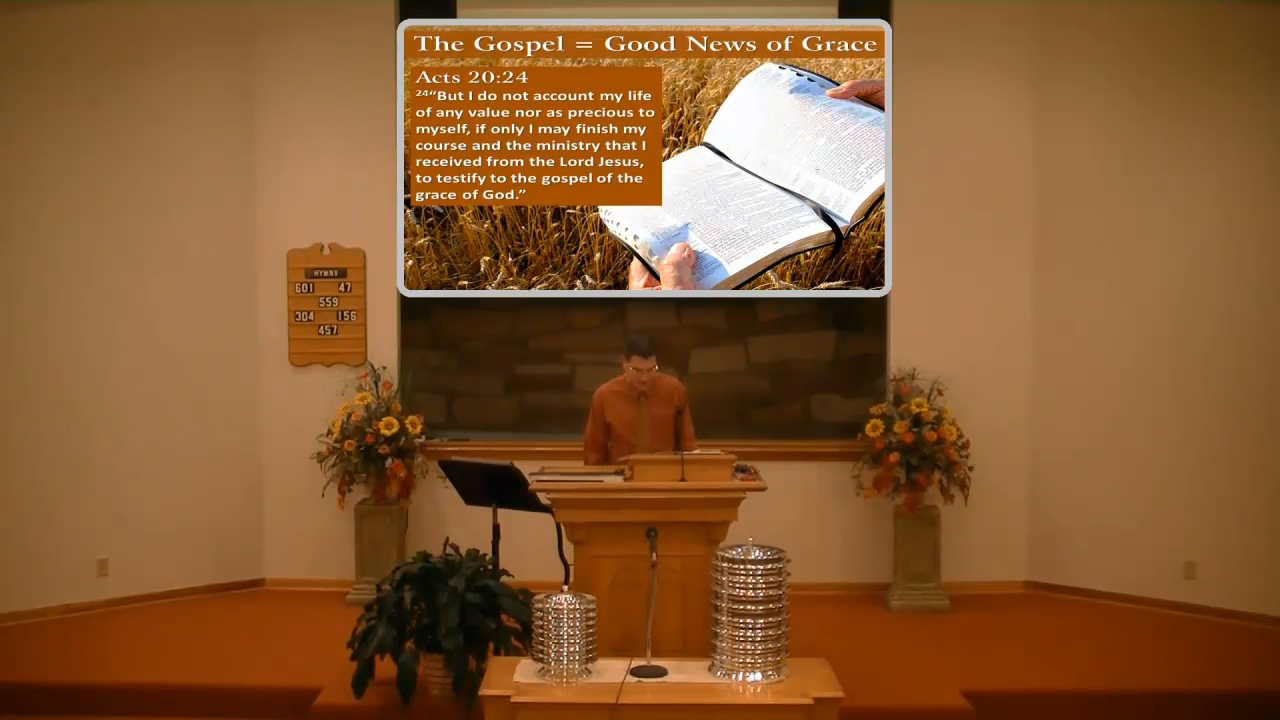 The Gospel = Good News of Grace
Acts 20:24
24“But I do not account my life
of any value nor as precious to
myself, if only I may finish my
course and the ministry that I
received from the Lord Jesus,
to testify to the gospel of the
grace of God.”
HYMNS
601 47
559
304 156
457